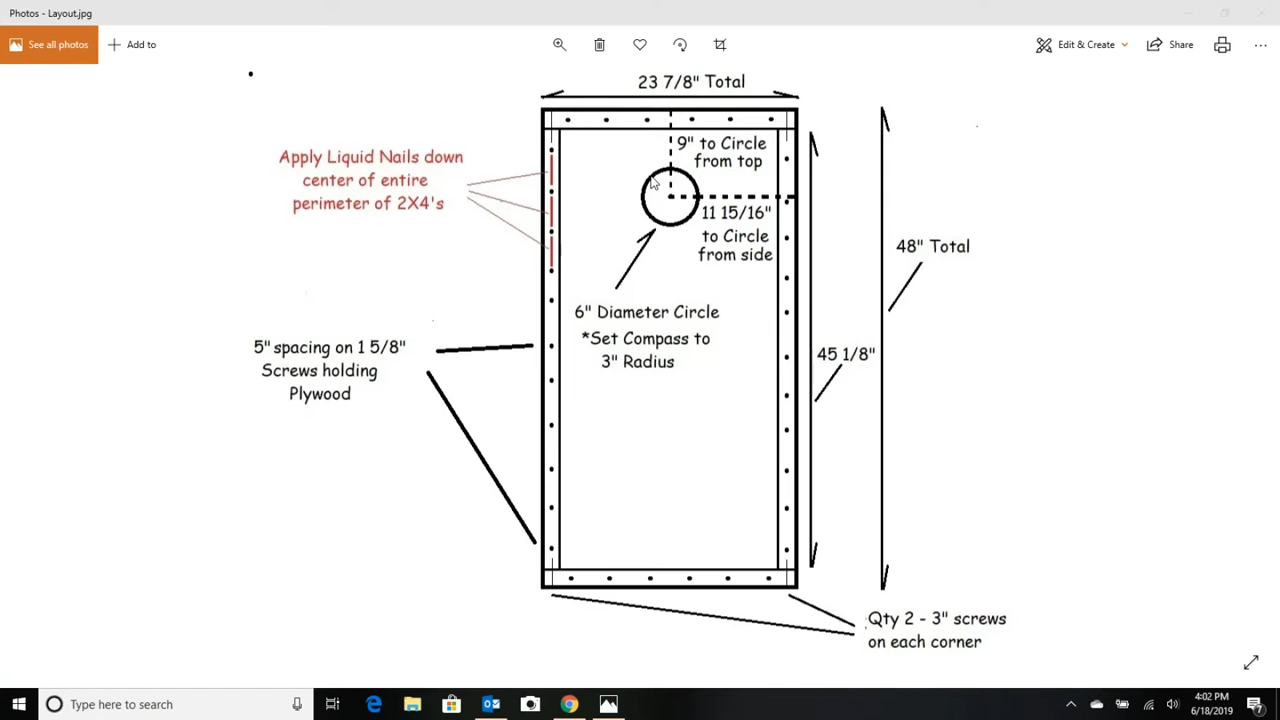 Photos - Layout.jpg
See all photos
Add to
Edit & Create
Share
23 7/8" Total
9" to Circle
from top
Apply Liquid Nails down
center of entire
perimeter of 2X4's
11 15/16"
to Circle
from side
48" Total
6" Diameter Circle
*Set Compass to
3" Radius
5" spacing on 1 5/8"
Screws holding
Plywood
45 1/8"
Qty 2 - 3" screws
on each corner
Type here to search
4:02 PM
6/18/2019